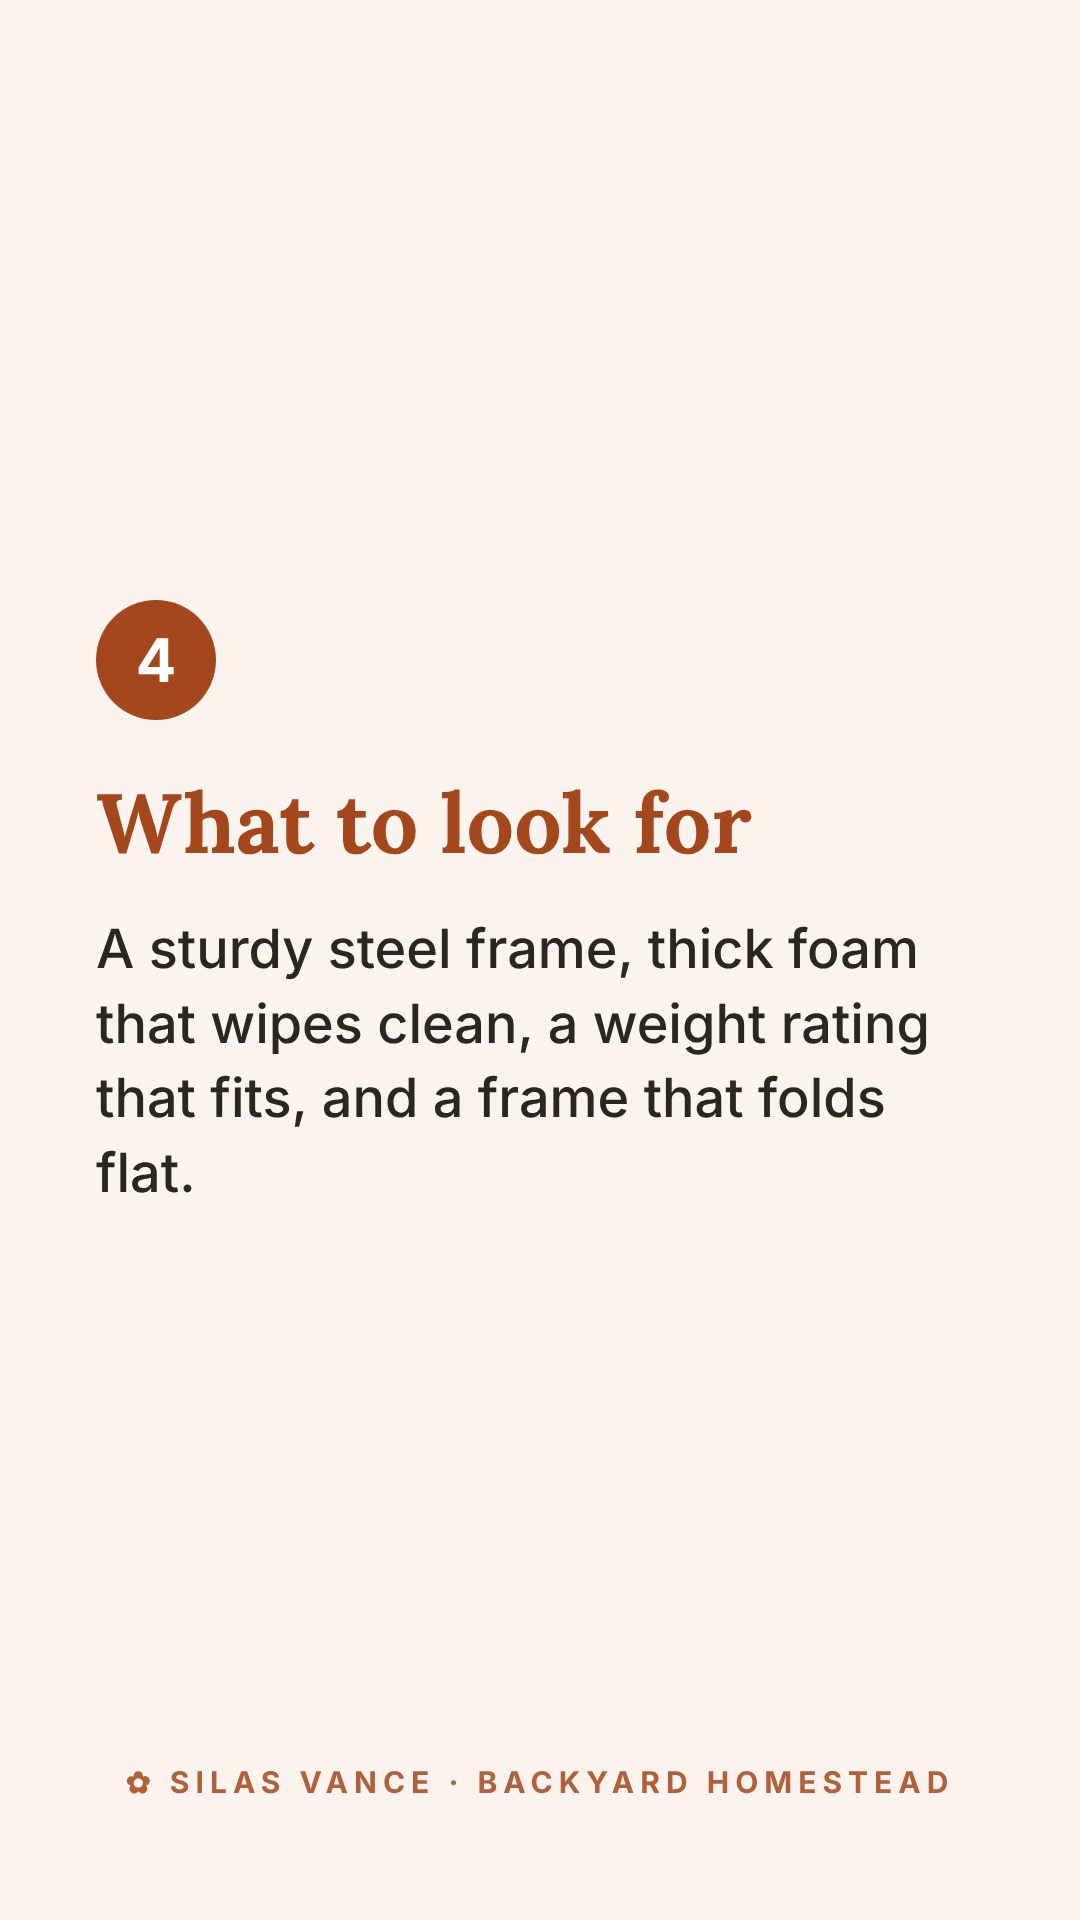 4
What to look for
A sturdy steel frame, thick foam
that wipes clean, a weight rating
that fits, and a frame that folds
flat.
✿ SILAS VANCE · BACKYARD HOMESTEAD